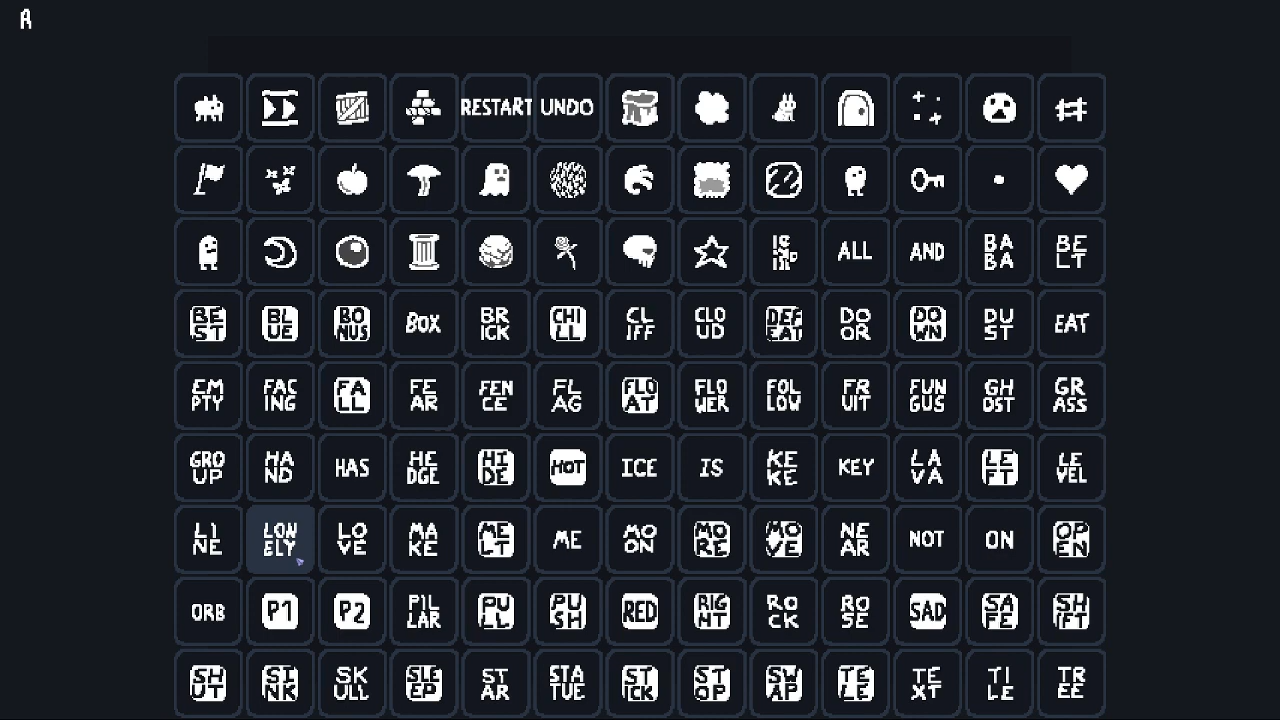 R
RESTART UNDO
ALL AND BA BA BE LT
BE ST BL UE BO NUS BOX BR ICK CHI LL CL IFF CLO UD DEF EAT DO OR DO WN DU ST EAT
EM PTY FAC ING FA LL FE AR FEN CE FL AG FLO AT FLO WER FOL LOW FR UIT FUN GUS GH OST GR ASS
GRO UP HA ND HAS HE DGE HI DE HOT ICE IS KE KE KEY LA VA LE FT LE VEL
LI NE LON ELY LO VE MA KE ME LT ME MO ON MO RE MO VE NE AR NOT ON OP EN
ORB P1 P2 PIL LAR PU LL PU SH RED RIG HT RO CK RO SE SAD SA FE SH IFT
SH UT SI NK SK ULL SLE EP ST AR STA TUE ST ICK ST OP SW AP TE LE TE XT TI LE TR EE